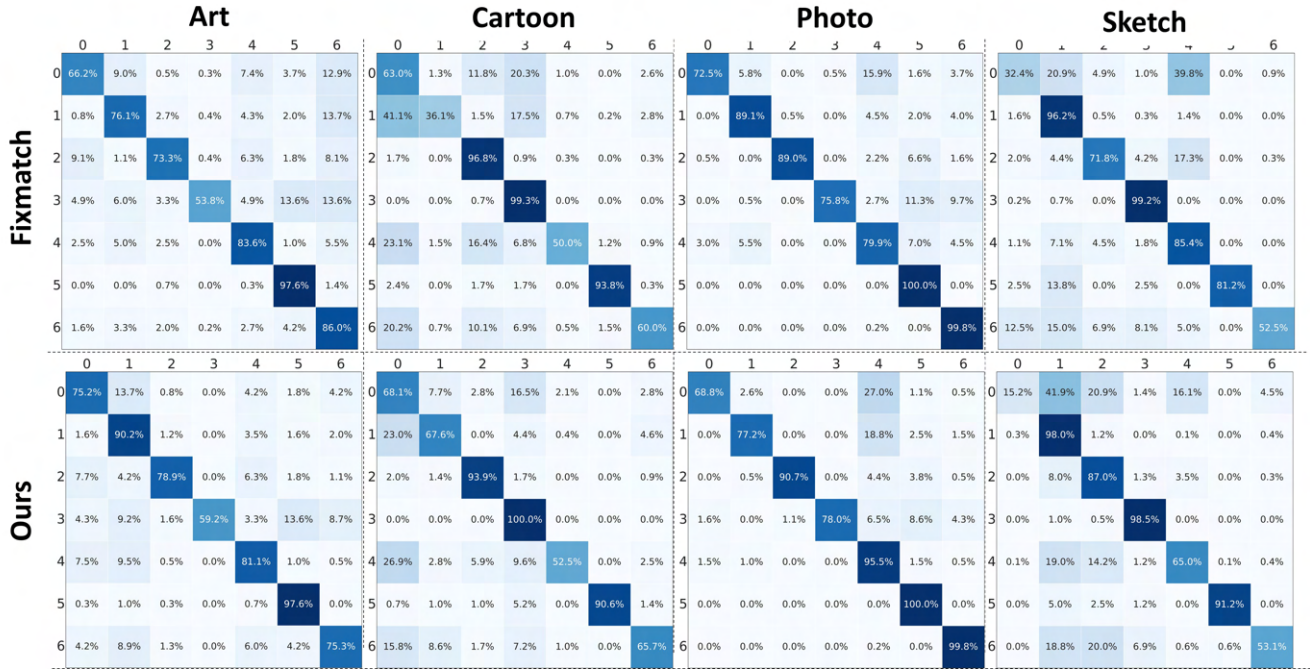 Art Cartoon Photo Sketch
0 1 2 3 4 5 6 0 1 2 3 4 5 6 0 1 2 3 4 5 6 0 1 2 3 4 5 6
0 66.2% 9.0% 0.5% 0.3% 7.4% 3.7% 12.9% 0 63.0% 1.3% 11.8% 20.3% 1.0% 0.0% 2.6% 0 72.5% 5.8% 0.0% 0.5% 15.9% 1.6% 3.7% 0 32.4% 20.9% 4.9% 1.0% 39.8% 0.0% 0.9%
1 0.8% 76.1% 2.7% 0.4% 4.3% 2.0% 13.7% 1 41.1% 36.1% 1.5% 17.5% 0.7% 0.2% 2.8% 1 0.0% 89.1% 0.5% 0.0% 4.5% 2.0% 4.0% 1 1.6% 96.2% 0.5% 0.3% 1.4% 0.0% 0.0%
2 9.1% 1.1% 73.3% 0.4% 6.3% 1.8% 8.1% 2 1.7% 0.0% 96.8% 0.9% 0.3% 0.0% 0.3% 2 0.5% 0.0% 89.0% 0.0% 2.2% 6.6% 1.6% 2 2.0% 4.4% 71.8% 4.2% 17.3% 0.0% 0.3%
Fixmatch
3 4.9% 6.0% 3.3% 53.8% 4.9% 13.6% 13.6% 3 0.0% 0.0% 0.7% 99.3% 0.0% 0.0% 0.0% 3 0.0% 0.5% 0.0% 75.8% 2.7% 11.3% 9.7% 3 0.2% 0.7% 0.0% 99.2% 0.0% 0.0% 0.0%
4 2.5% 5.0% 2.5% 0.0% 83.6% 1.0% 5.5% 4 23.1% 1.5% 16.4% 6.8% 50.0% 1.2% 0.9% 4 3.0% 5.5% 0.0% 0.0% 79.9% 7.0% 4.5% 4 1.1% 7.1% 4.5% 1.8% 85.4% 0.0% 0.0%
5 0.0% 0.0% 0.7% 0.0% 0.3% 97.6% 1.4% 5 2.4% 0.0% 1.7% 1.7% 0.0% 93.8% 0.3% 5 0.0% 0.0% 0.0% 0.0% 0.0% 100.0% 0.0% 5 2.5% 13.8% 0.0% 2.5% 0.0% 81.2% 0.0%
6 1.6% 3.3% 2.0% 0.2% 2.7% 4.2% 86.0% 6 20.2% 0.7% 10.1% 6.9% 0.5% 1.5% 60.0% 6 0.0% 0.0% 0.0% 0.0% 0.2% 0.0% 99.8% 6 12.5% 15.0% 6.9% 8.1% 5.0% 0.0% 52.5%
0 1 2 3 4 5 6 0 1 2 3 4 5 6 0 1 2 3 4 5 6 0 1 2 3 4 5 6
0 75.2% 13.7% 0.8% 0.0% 4.2% 1.8% 4.2% 0 68.1% 7.7% 2.8% 16.5% 2.1% 0.0% 2.8% 0 68.8% 2.6% 0.0% 0.0% 27.0% 1.1% 0.5% 0 15.2% 41.9% 20.9% 1.4% 16.1% 0.0% 4.5%
1 1.6% 90.2% 1.2% 0.0% 3.5% 1.6% 2.0% 1 23.0% 67.6% 0.0% 4.4% 0.4% 0.0% 4.6% 1 0.0% 77.2% 0.0% 0.0% 18.8% 2.5% 1.5% 1 0.3% 98.0% 1.2% 0.0% 0.1% 0.0% 0.4%
2 7.7% 4.2% 78.9% 0.0% 6.3% 1.8% 1.1% 2 2.0% 1.4% 93.9% 1.7% 0.0% 0.0% 0.9% 2 0.0% 0.5% 90.7% 0.0% 4.4% 3.8% 0.5% 2 0.0% 8.0% 87.0% 1.3% 3.5% 0.0% 0.3%
Ours
3 4.3% 9.2% 1.6% 59.2% 3.3% 13.6% 8.7% 3 0.0% 0.0% 0.0% 100.0% 0.0% 0.0% 0.0% 3 1.6% 0.0% 1.1% 78.0% 6.5% 8.6% 4.3% 3 0.0% 1.0% 0.5% 98.5% 0.0% 0.0% 0.0%
4 7.5% 9.5% 0.5% 0.0% 81.1% 1.0% 0.5% 4 26.9% 2.8% 5.9% 9.6% 52.5% 0.0% 2.5% 4 1.5% 1.0% 0.0% 0.0% 95.5% 1.5% 0.5% 4 0.1% 19.0% 14.2% 1.2% 65.0% 0.1% 0.4%
5 0.3% 1.0% 0.3% 0.0% 0.7% 97.6% 0.0% 5 0.7% 1.0% 1.0% 5.2% 0.0% 90.6% 1.4% 5 0.0% 0.0% 0.0% 0.0% 0.0% 100.0% 0.0% 5 0.0% 5.0% 2.5% 1.2% 0.0% 91.2% 0.0%
6 4.2% 8.9% 1.3% 0.0% 6.0% 4.2% 75.3% 6 15.8% 8.6% 1.7% 7.2% 1.0% 0.0% 65.7% 6 0.0% 0.0% 0.0% 0.0% 0.2% 0.0% 99.8% 6 0.0% 18.8% 20.0% 6.9% 0.6% 0.6% 53.1%